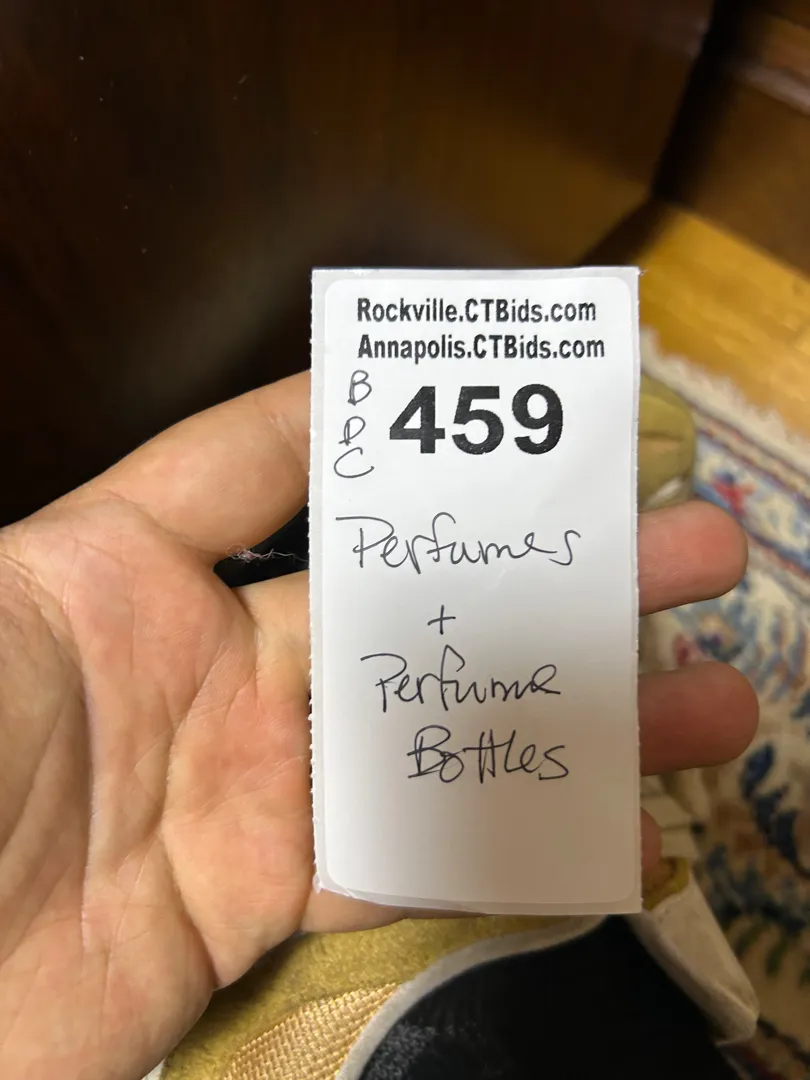 Rockville.CTBids.com
Annapolis.CTBids.com
B
D
C
459
Perfumes
+
Perfume
Bottles